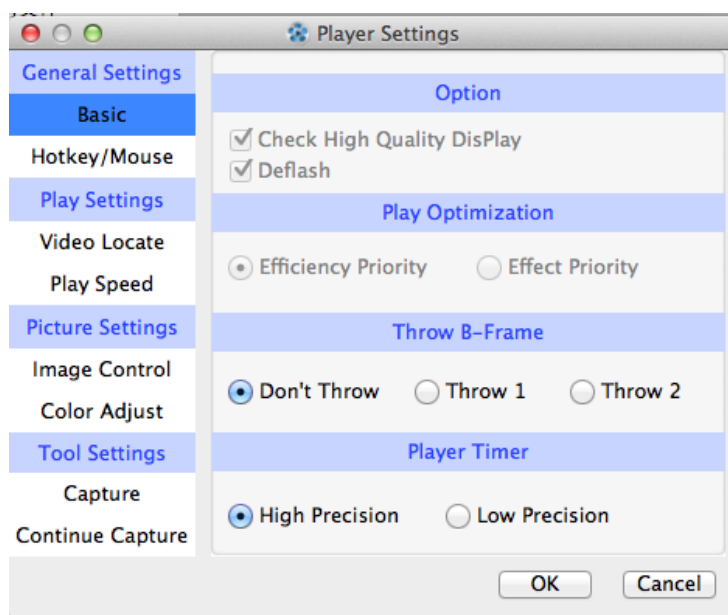 Player Settings
General Settings
Basic
Hotkey/Mouse
Play Settings
Video Locate
Play Speed
Picture Settings
Image Control
Color Adjust
Tool Settings
Capture
Continue Capture
Option
Check High Quality DisPlay
Deflash
Play Optimization
Efficiency Priority Effect Priority
Throw B-Frame
Don't Throw Throw 1 Throw 2
Player Timer
High Precision Low Precision
OK Cancel